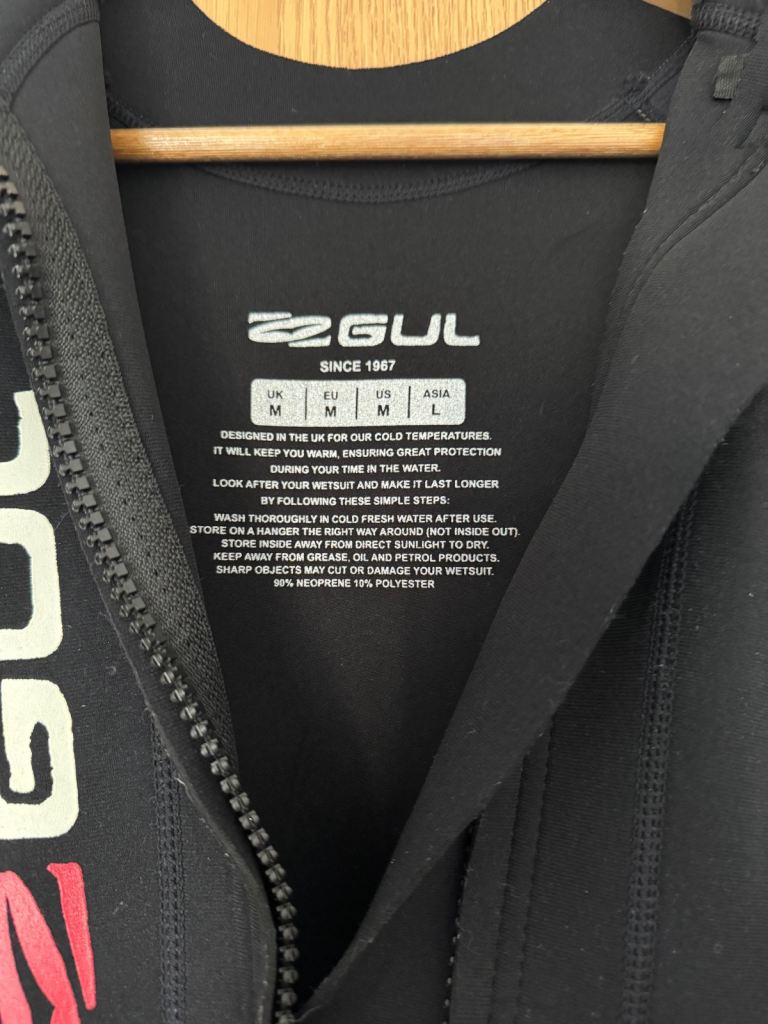 GUL
SINCE 1967
UK EU US ASIA
M M M L
DESIGNED IN THE UK FOR OUR COLD TEMPERATURES.
IT WILL KEEP YOU WARM, ENSURING GREAT PROTECTION
DURING YOUR TIME IN THE WATER.
LOOK AFTER YOUR WETSUIT AND MAKE IT LAST LONGER
BY FOLLOWING THESE SIMPLE STEPS:
WASH THOROUGHLY IN COLD FRESH WATER AFTER USE.
STORE ON A HANGER THE RIGHT WAY AROUND (NOT INSIDE OUT).
STORE INSIDE AWAY FROM DIRECT SUNLIGHT TO DRY.
KEEP AWAY FROM GREASE, OIL AND PETROL PRODUCTS.
SHARP OBJECTS MAY CUT OR DAMAGE YOUR WETSUIT.
90% NEOPRENE 10% POLYESTER
GUL